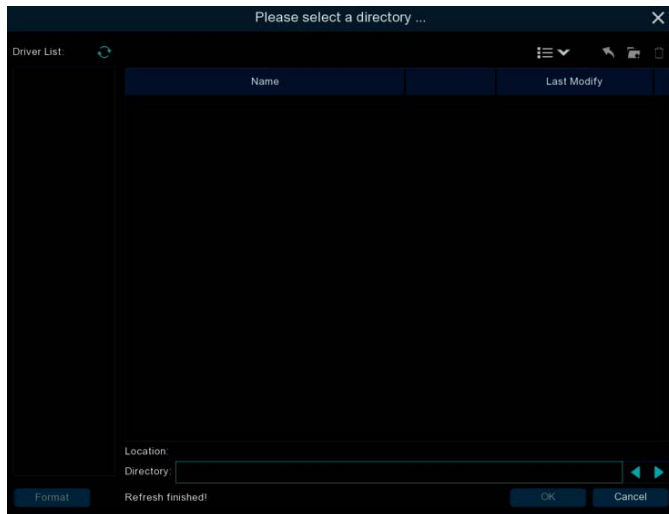 Please select a directory ...
Driver List:
Name Last Modify
Location:
Directory:
Format Refresh finished! OK Cancel